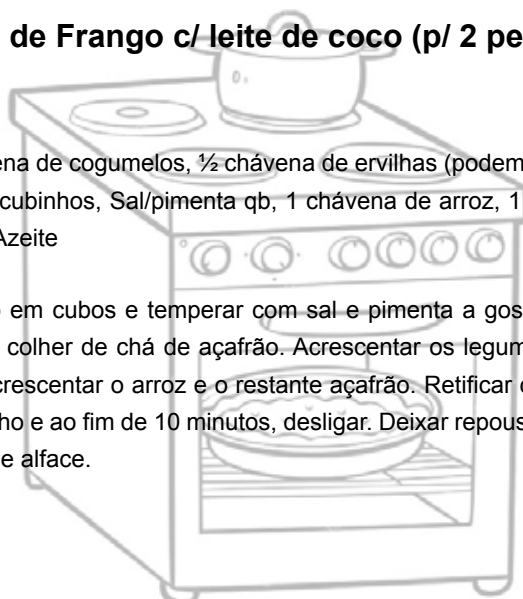 de Frango c/ leite de coco (p/ 2 pe
ena de cogumelos, ½ chávena de ervilhas (podem
cubinhos, Sal/pimenta qb, 1 chávena de arroz, 1
Azeite
em cubos e temperar com sal e pimenta a gos
colher de chá de açafrão. Acrescentar os legum
crescentar o arroz e o restante açafrão. Retificar
ho e ao fim de 10 minutos, desligar. Deixar repous
e alface.